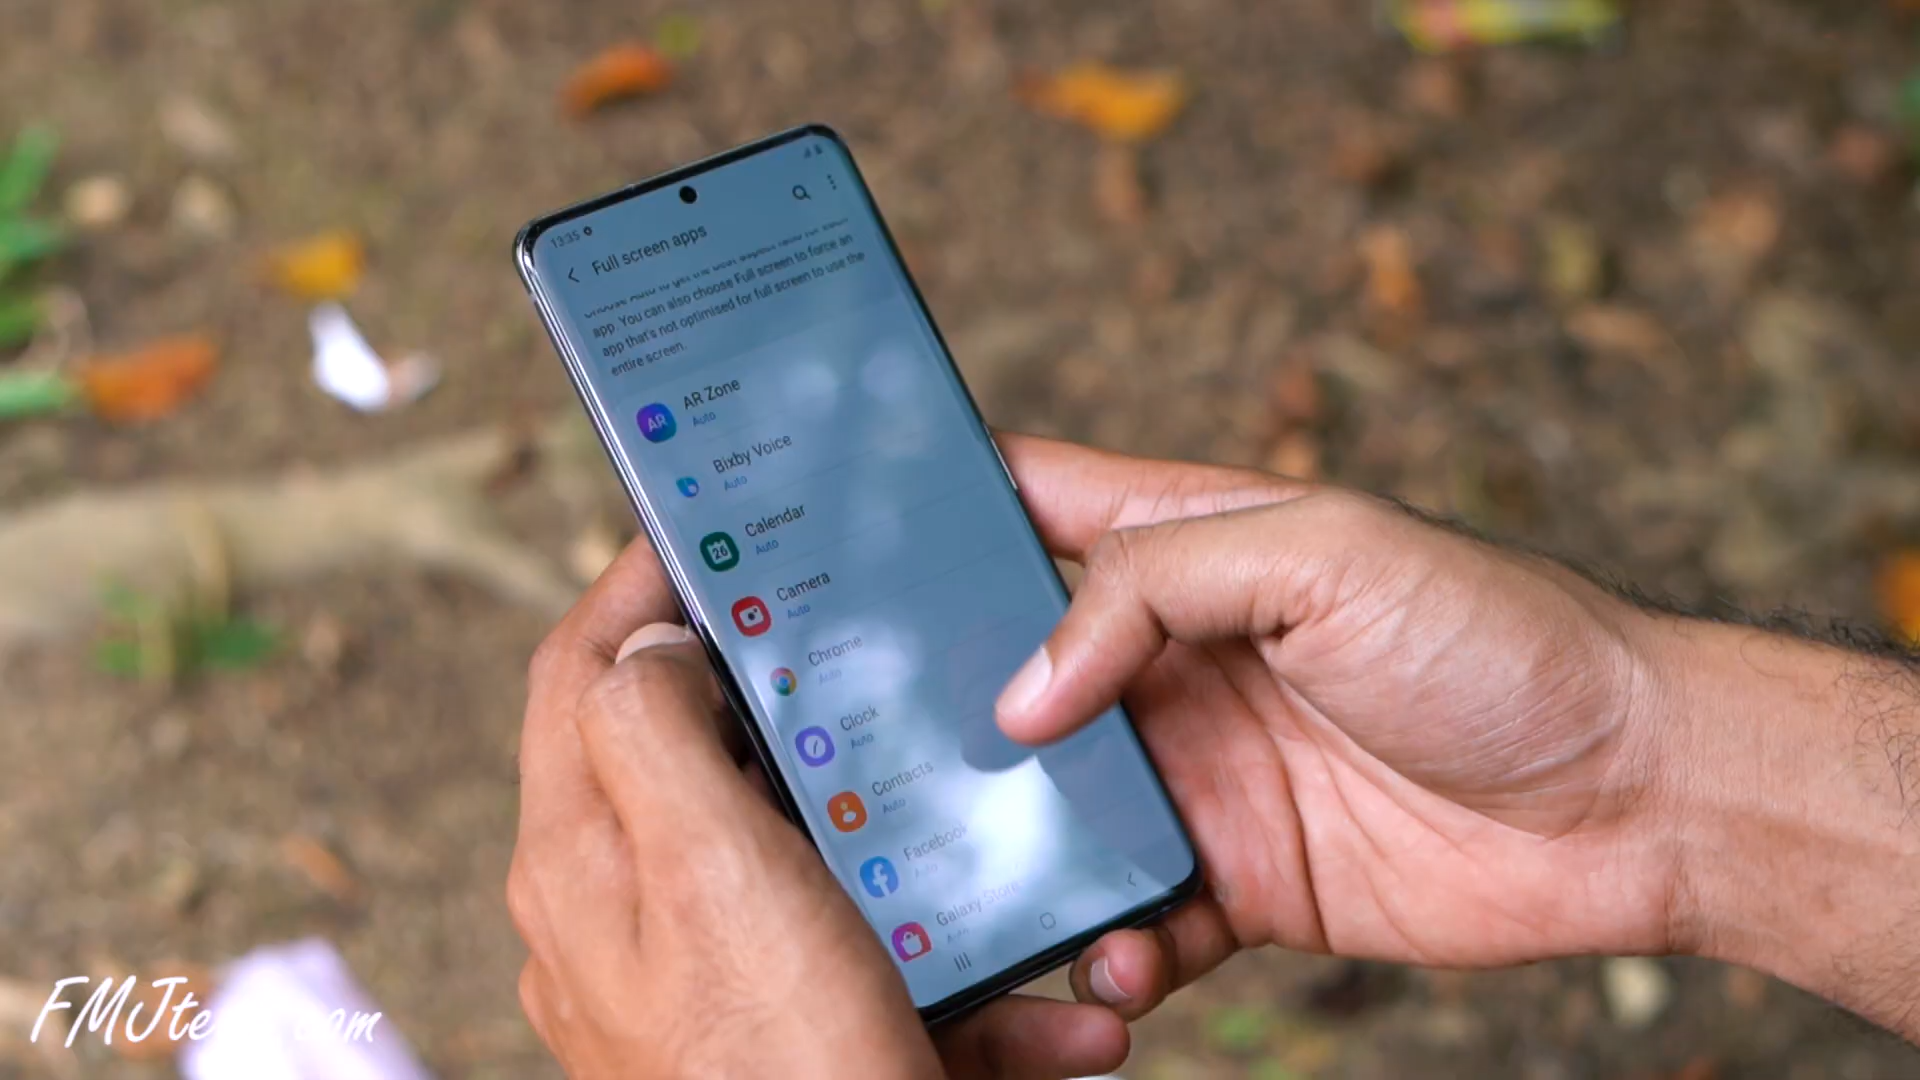 13:35
Full screen apps
app. You can also choose Full screen to force an
app that's not optimised for full screen to use the
entire screen.
AR
AR Zone
Auto
Bixby Voice
Auto
26
Calendar
Auto
Camera
Auto
Chrome
Auto
Clock
Auto
Contacts
Auto
Facebook
Auto
Galaxy Store
Auto